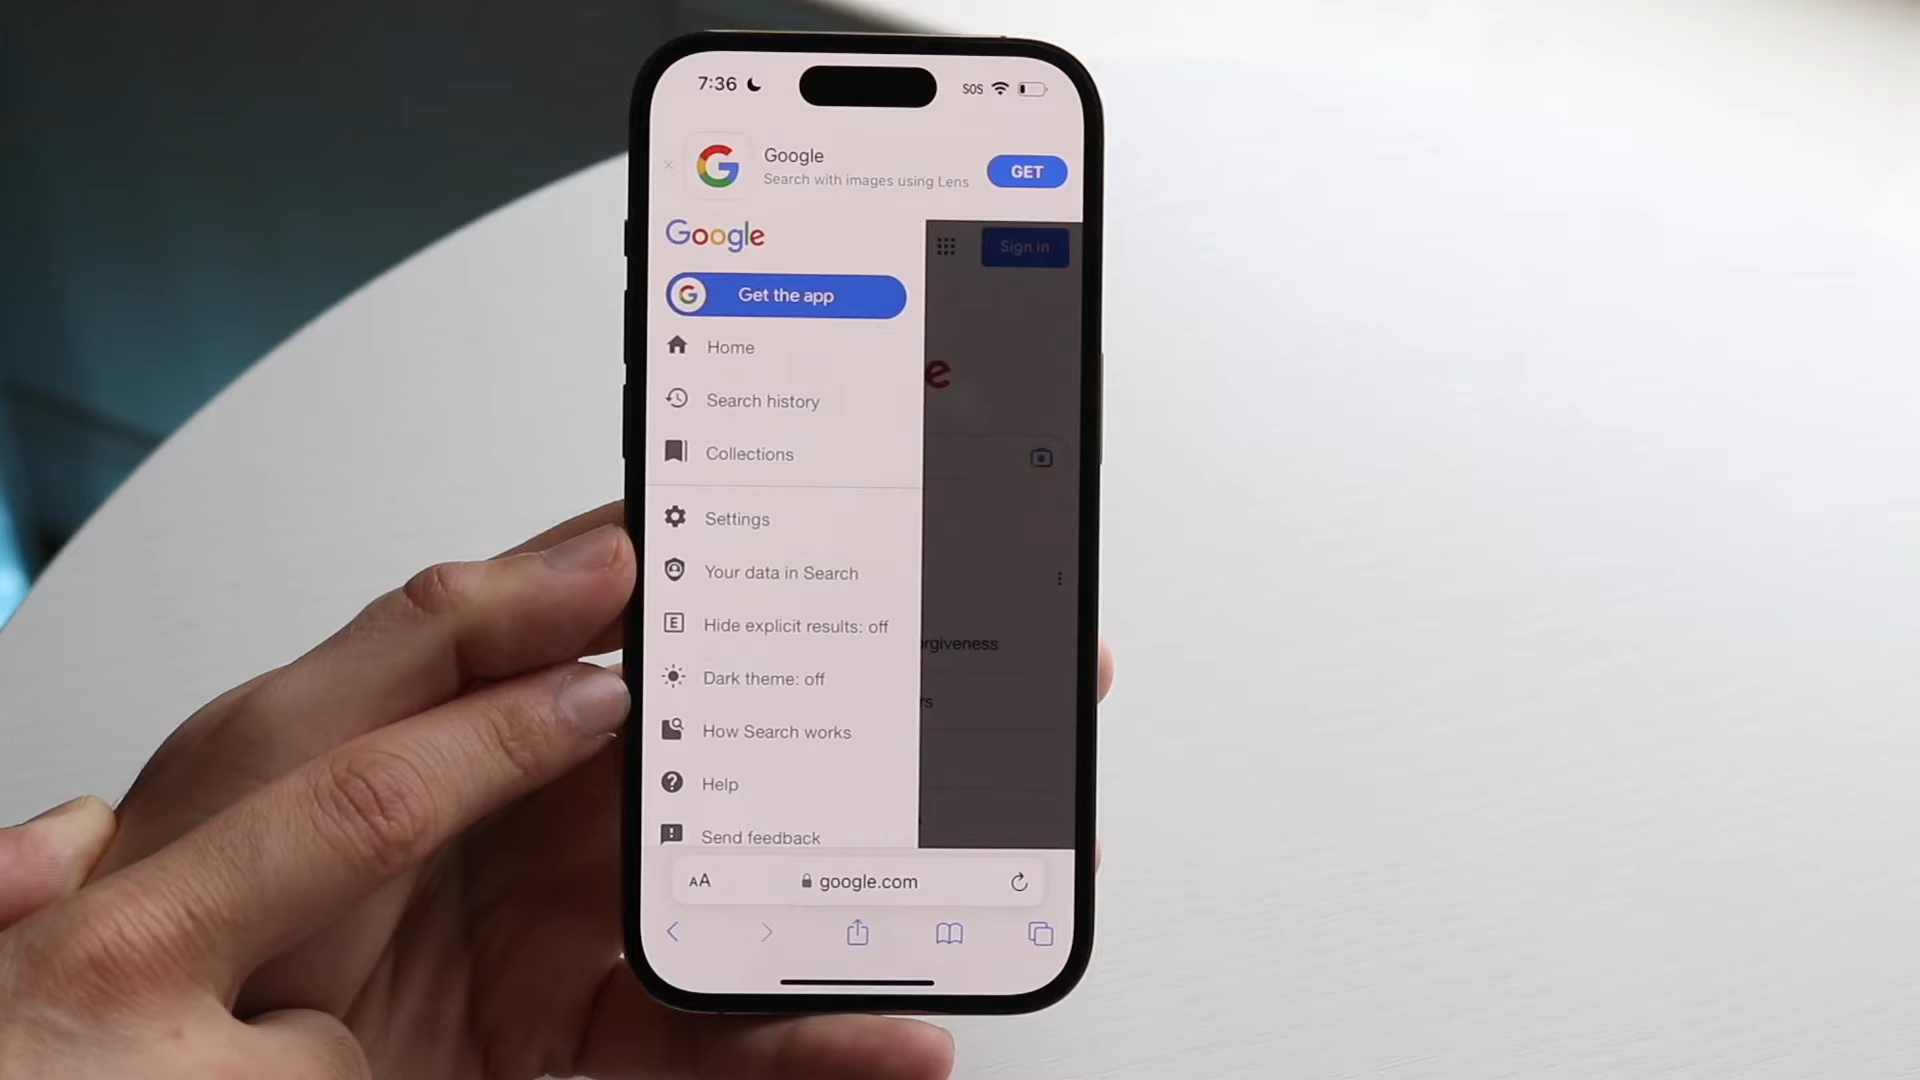 7:36
SOS
Google
Search with images using Lens
GET
Google
Sign in
G Get the app
Home
e
Search history
Collections
Settings
Your data in Search
E Hide explicit results: off
rgiveness
Dark theme: off
rs
How Search works
Help
Send feedback
AA google.com